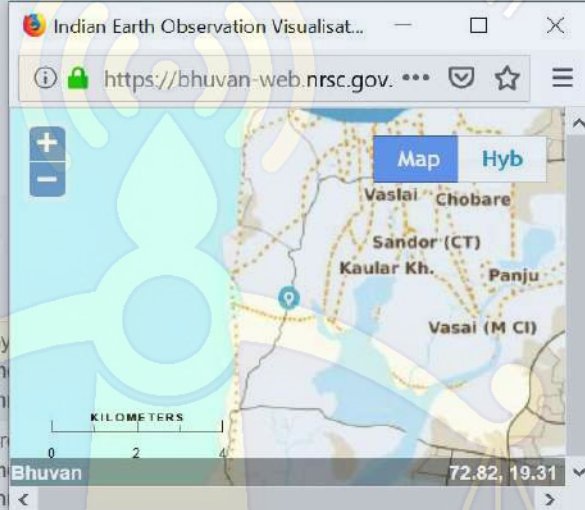 Indian Earth Observation Visualisat...
https://bhuvan-web.nrsc.gov.
Map Hyb
Vaslai Chobare
Sandor (CT)
Kaular Kh.
Panju
Vasai (M Cl)
KILOMETERS
0 2 4
Bhuvan 72.82, 19.31